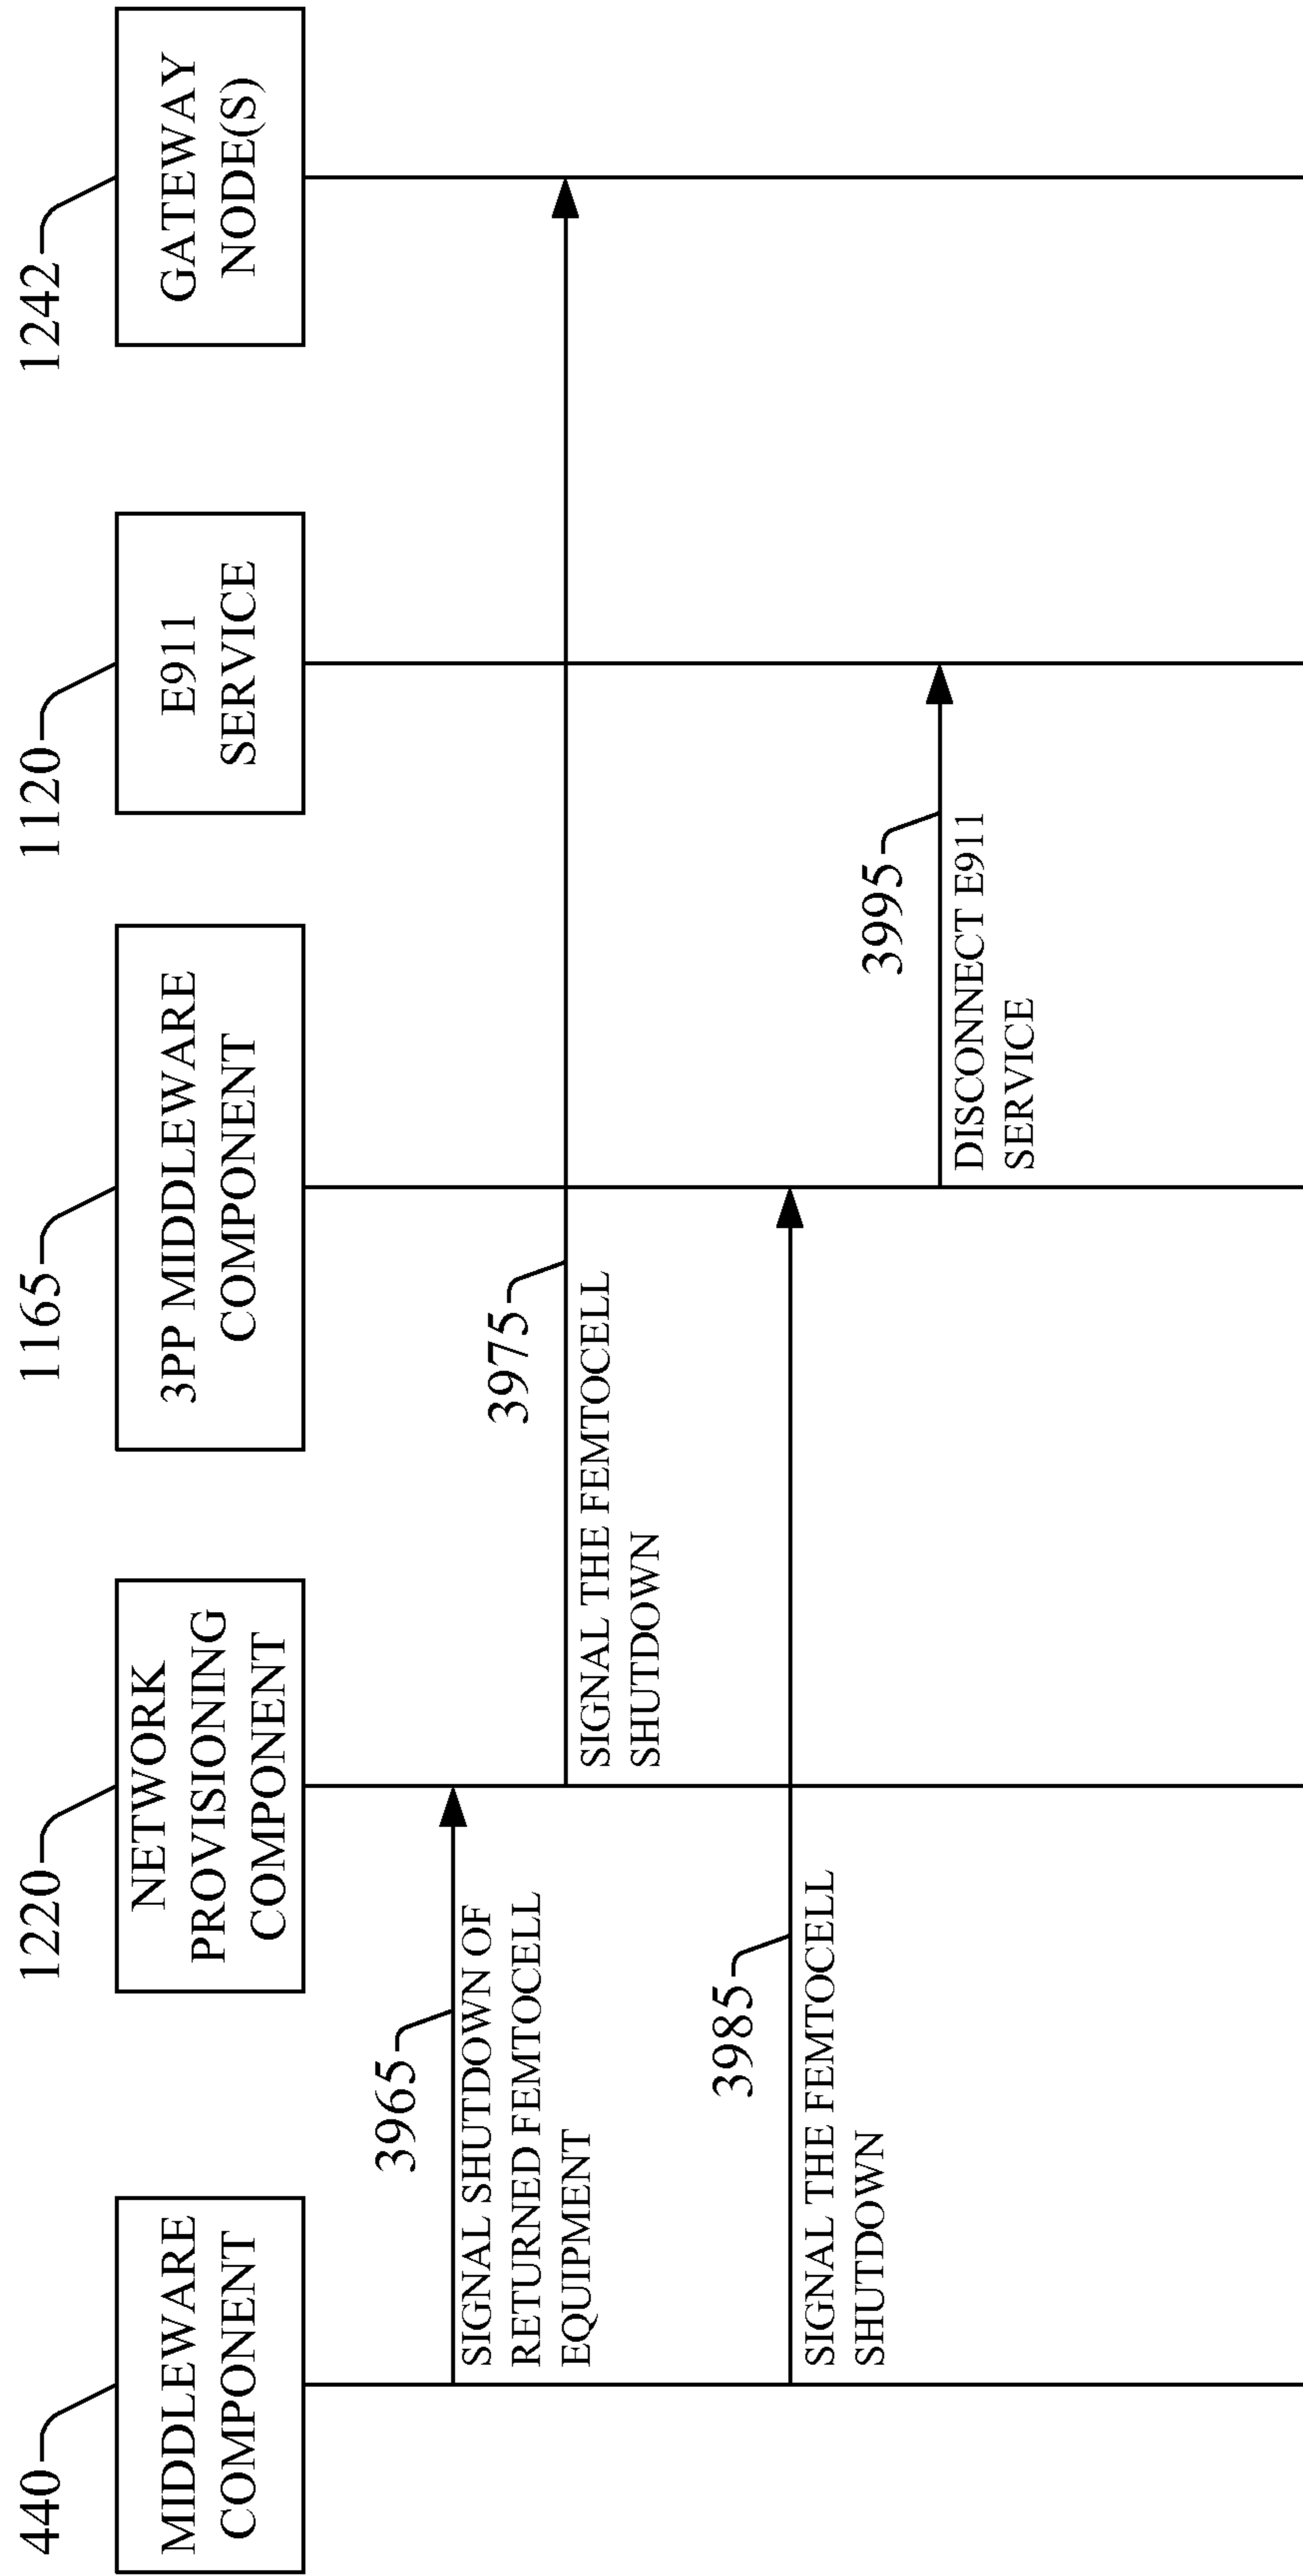 440
MIDDLEWARE
COMPONENT
1220
NETWORK
PROVISIONING
COMPONENT
1165
3PP MIDDLEWARE
COMPONENT
1120
E911
SERVICE
1242
GATEWAY
NODE(S)
3965
SIGNAL SHUTDOWN OF
RETURNED FEMTOCELL
EQUIPMENT
3975
SIGNAL THE FEMTOCELL
SHUTDOWN
3985
SIGNAL THE FEMTOCELL
SHUTDOWN
3995
DISCONNECT E911
SERVICE